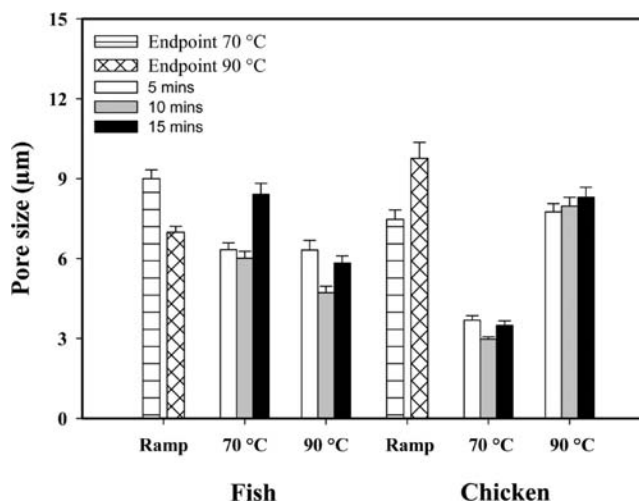 15
12
9
6
3
0
Pore size (µm)
Endpoint 70 °C
Endpoint 90 °C
5 mins
10 mins
15 mins
Ramp 70 °C 90 °C Ramp 70 °C 90 °C
Fish Chicken